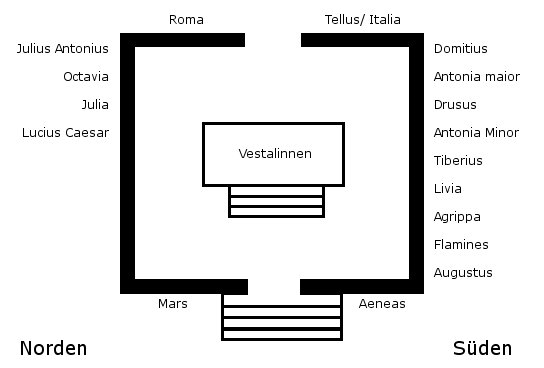 Roma
Tellus/ Italia
Julius Antonius
Octavia
Julia
Lucius Caesar
Vestalinnen
Domitius
Antonia maior
Drusus
Antonia Minor
Tiberius
Livia
Agrippa
Flamines
Augustus
Mars
Aeneas
Norden
Süden